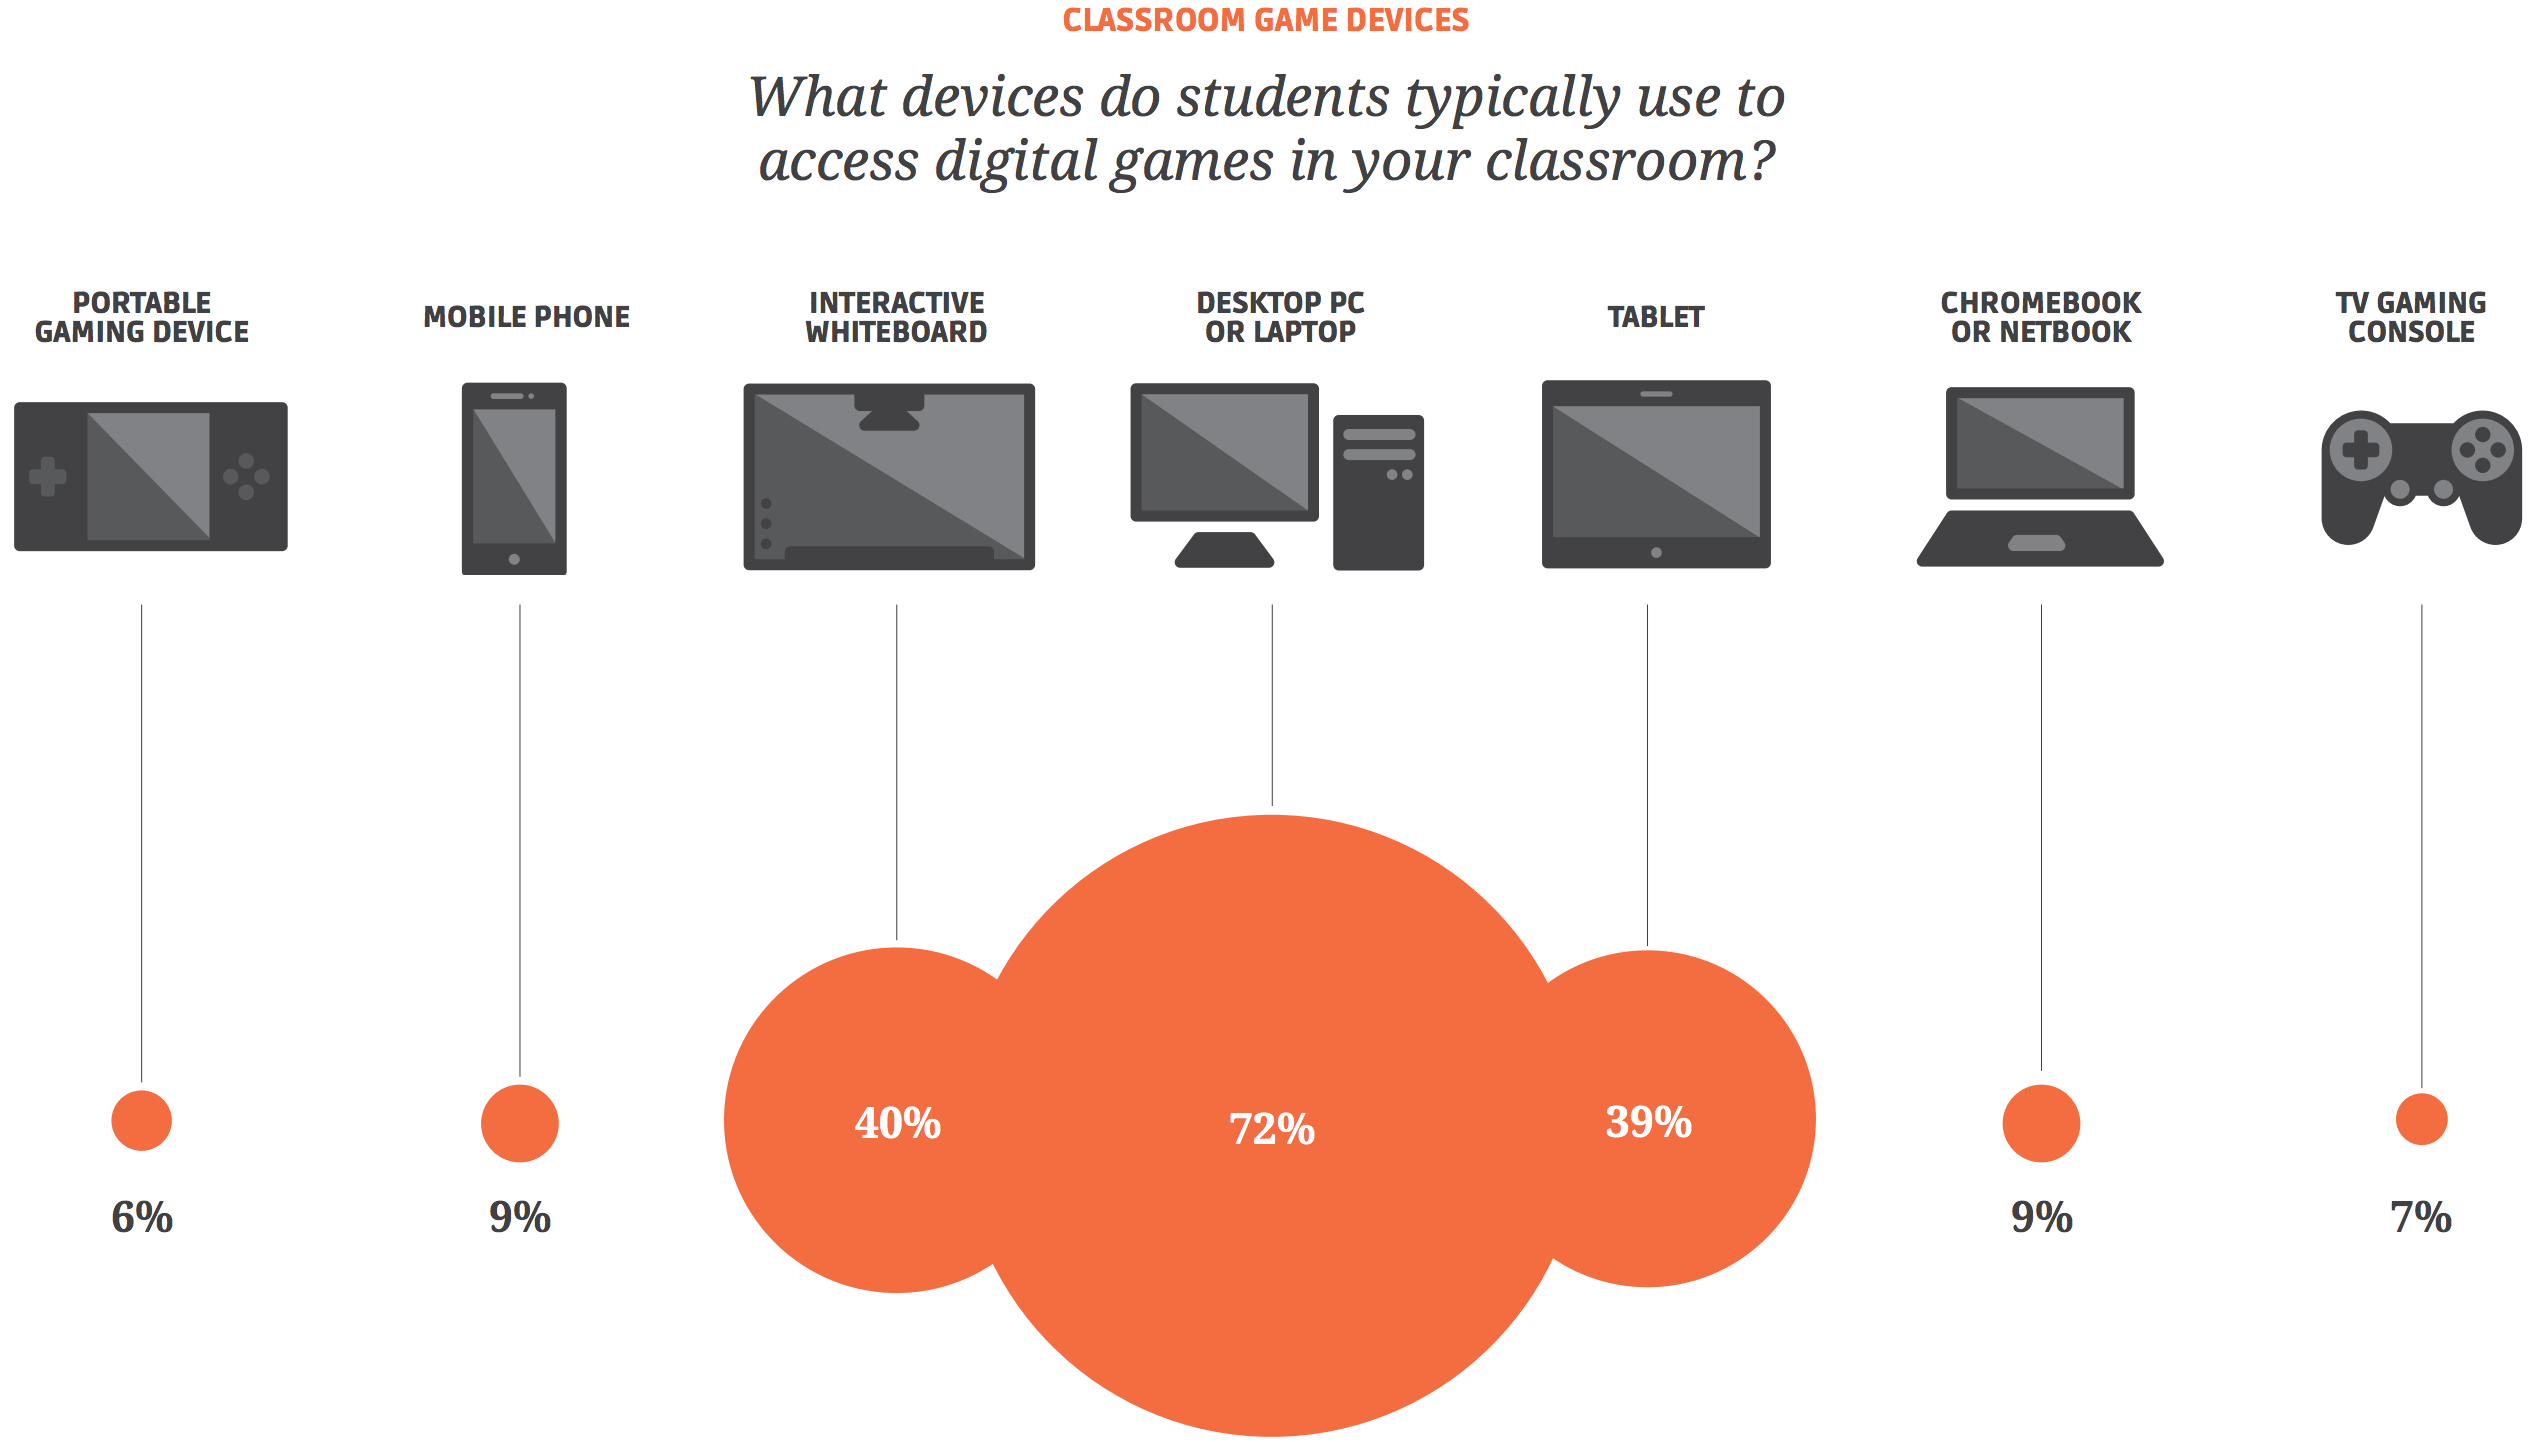 CLASSROOM GAME DEVICES
What devices do students typically use to
access digital games in your classroom?
PORTABLE
GAMING DEVICE
MOBILE PHONE
INTERACTIVE
WHITEBOARD
DESKTOP PC
OR LAPTOP
TABLET
CHROMEBOOK
OR NETBOOK
TV GAMING
CONSOLE
6%
9%
40%
72%
39%
9%
7%